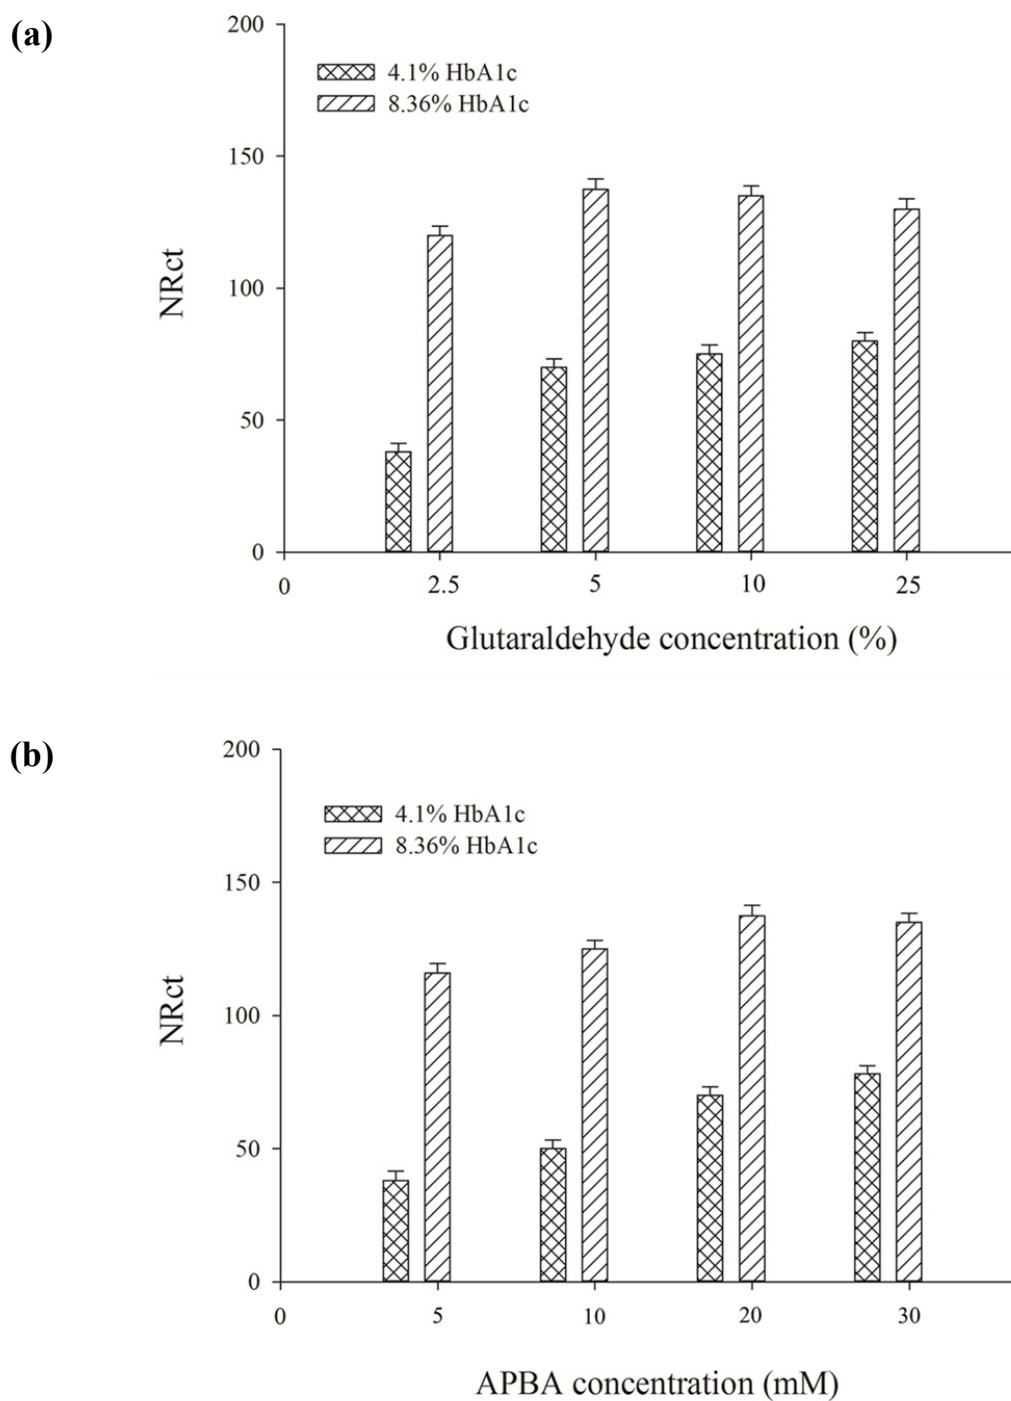 (a)
200
4.1% HbA1c
8.36% HbA1c
150
NRct
100
50
0
0 2.5 5 10 25
Glutaraldehyde concentration (%)
(b)
200
4.1% HbA1c
8.36% HbA1c
150
NRct
100
50
0
0 5 10 20 30
APBA concentration (mM)